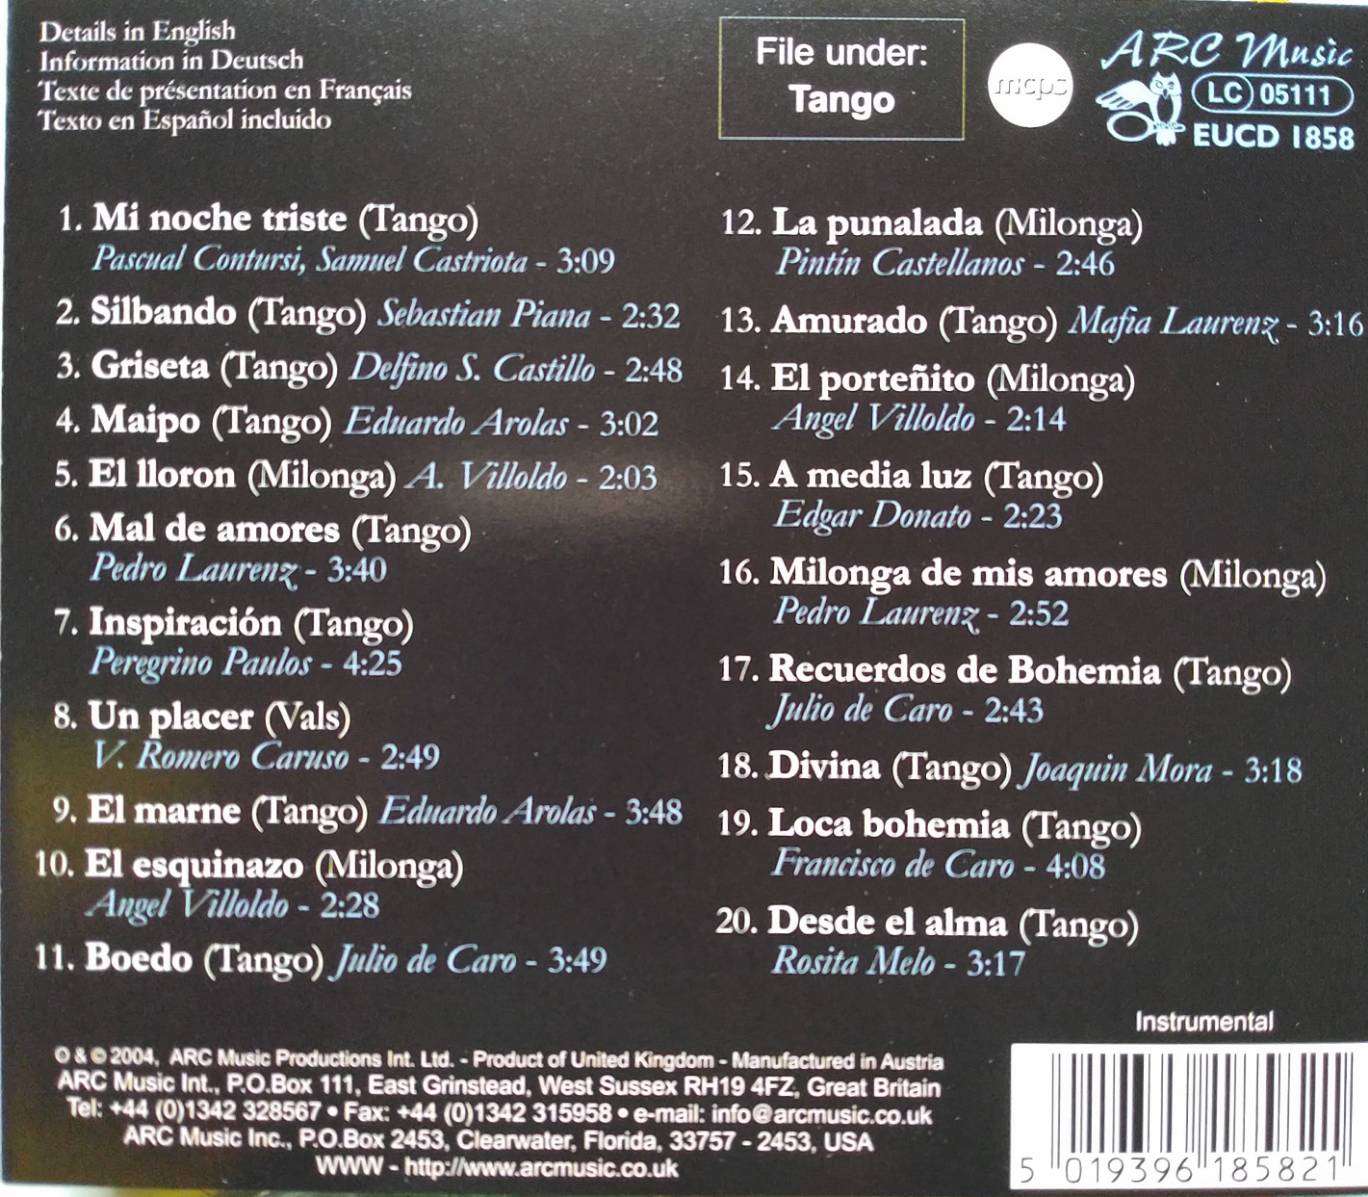 Details in English
Information in Deutsch
Texte de présentation en Français
Texto en Español incluido
File under:
Tango
mcps
ARC Music
LC 05111
EUCD 1858
1. Mi noche triste (Tango)
Pascual Contursi, Samuel Castriota - 3:09
2. Silbando (Tango) Sebastian Piana - 2:32
3. Griseta (Tango) Delfino S. Castillo - 2:48
4. Maipo (Tango) Eduardo Arolas - 3:02
5. El lloron (Milonga) A. Villoldo - 2:03
6. Mal de amores (Tango)
Pedro Laurenz - 3:40
7. Inspiración (Tango)
Peregrino Paulos - 4:25
8. Un placer (Vals)
V. Romero Caruso - 2:49
9. El marne (Tango) Eduardo Arolas - 3:48
10. El esquinazo (Milonga)
Angel Villoldo - 2:28
11. Boedo (Tango) Julio de Caro - 3:49
12. La punalada (Milonga)
Pintín Castellanos - 2:46
13. Amurado (Tango) Mafia Laurenz - 3:16
14. El porteñito (Milonga)
Angel Villoldo - 2:14
15. A media luz (Tango)
Edgar Donato - 2:23
16. Milonga de mis amores (Milonga)
Pedro Laurenz - 2:52
17. Recuerdos de Bohemia (Tango)
Julio de Caro - 2:43
18. Divina (Tango) Joaquin Mora - 3:18
19. Loca bohemia (Tango)
Francisco de Caro - 4:08
20. Desde el alma (Tango)
Rosita Melo - 3:17
Instrumental
℗ & © 2004, ARC Music Productions Int. Ltd. - Product of United Kingdom - Manufactured in Austria
ARC Music Int., P.O.Box 111, East Grinstead, West Sussex RH19 4FZ, Great Britain
Tel: +44 (0)1342 328567 • Fax: +44 (0)1342 315958 • e-mail: info@arcmusic.co.uk
ARC Music Inc., P.O.Box 2453, Clearwater, Florida, 33757 - 2453, USA
WWW - http://www.arcmusic.co.uk
5 019396 185821